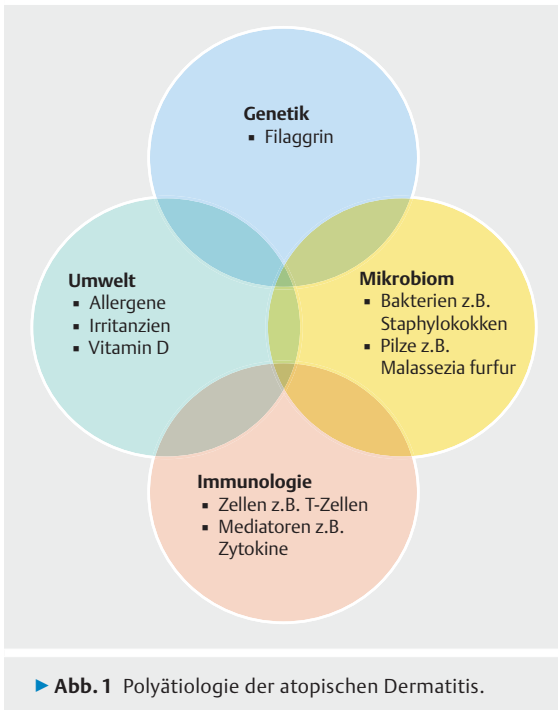 Genetik
▪ Filaggrin
Umwelt
▪ Allergene
▪ Irritanzien
▪ Vitamin D
Mikrobiom
▪ Bakterien z.B.
Staphylokokken
▪ Pilze z.B.
Malassezia furfur
Immunologie
▪ Zellen z.B. T-Zellen
▪ Mediatoren z.B.
Zytokine
▶ Abb. 1 Polyätiologie der atopischen Dermatitis.